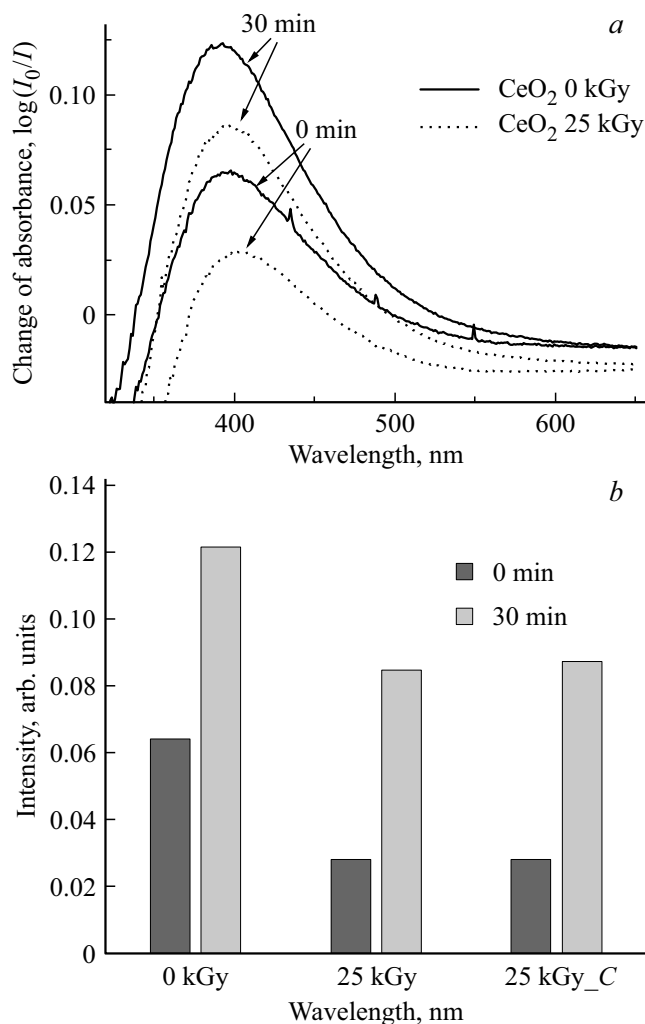 30 min
a
CeO2 0 kGy
CeO2 25 kGy
0 min
Change of absorbance, log(I0/I)
0.10
0.05
0
400
500
600
Wavelength, nm
b
0.14
0.12
0.10
0.08
0.06
0.04
0.02
0
0 min
30 min
Intensity, arb. units
0 kGy
25 kGy
25 kGy_C
Wavelength, nm